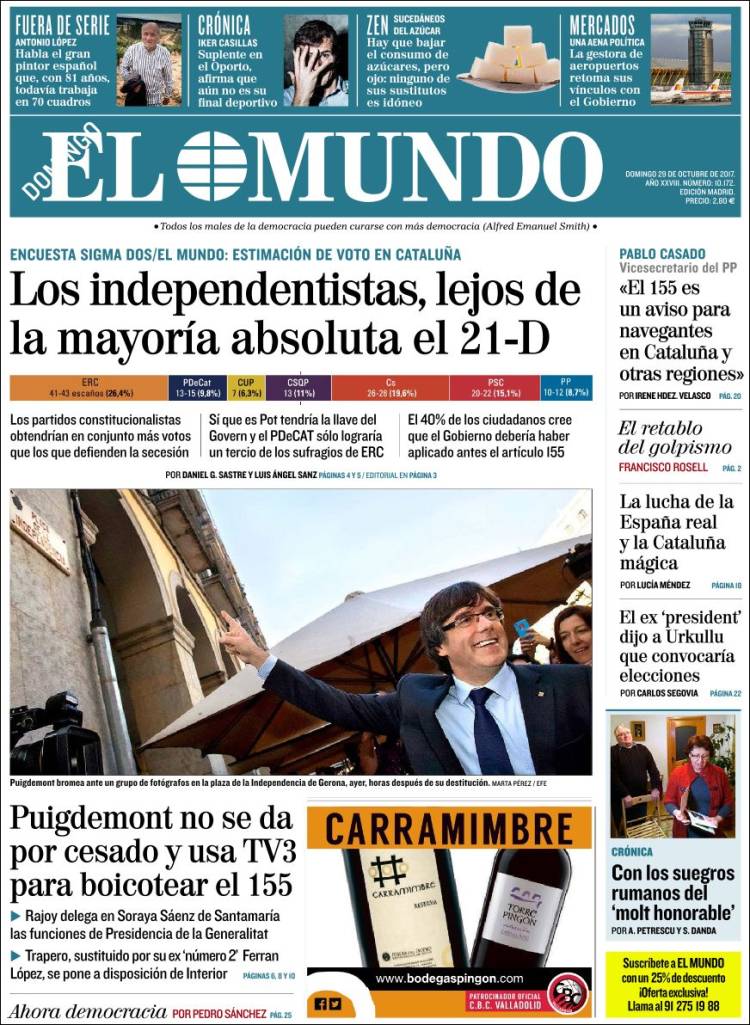 FUERA DE SERIE
ANTONIO LÓPEZ
Habla el gran
pintor español
que, con 81 años,
todavía trabaja
en 70 cuadros
CRÓNICA
IKER CASILLAS
Suplente en
el Oporto,
afirma que
aún no es su
final deportivo
ZEN SUCEDÁNEOS
DEL AZÚCAR
Hay que bajar
el consumo de
azúcares, pero
ojo: ninguno de
sus sustitutos
es idóneo
MERCADOS
UNA AENA POLÍTICA
La gestora de
aeropuertos
retoma sus
vínculos con
el Gobierno
DOMINGO
EL MUNDO
DOMINGO 29 DE OCTUBRE DE 2017.
AÑO XXVIII. NÚMERO: 10.172.
EDICIÓN MADRID.
PRECIO: 2,80 €
• Todos los males de la democracia pueden curarse con más democracia (Alfred Emanuel Smith) •
ENCUESTA SIGMA DOS/EL MUNDO: ESTIMACIÓN DE VOTO EN CATALUÑA
Los independentistas, lejos de
la mayoría absoluta el 21-D
ERC
41-43 escaños (26,4%)
PDeCat
13-15 (9,8%)
CUP
7 (6,3%)
CSQP
13 (11%)
Cs
26-28 (19,6%)
PSC
20-22 (15,1%)
PP
10-12 (8,7%)
Los partidos constitucionalistas
obtendrían en conjunto más votos
que los que defienden la secesión
Sí que es Pot tendría la llave del
Govern y el PDeCAT sólo lograría
un tercio de los sufragios de ERC
El 40% de los ciudadanos cree
que el Gobierno debería haber
aplicado antes el artículo 155
POR DANIEL G. SASTRE Y LUIS ÁNGEL SANZ PÁGINAS 4 Y 5 / EDITORIAL EN PÁGINA 3
Puigdemont bromea ante un grupo de fotógrafos en la plaza de la Independencia de Gerona, ayer, horas después de su destitución. MARTA PÉREZ / EFE
Puigdemont no se da
por cesado y usa TV3
para boicotear el 155
▶ Rajoy delega en Soraya Sáenz de Santamaría
las funciones de Presidencia de la Generalitat
▶ Trapero, sustituido por su ex 'número 2' Ferran
López, se pone a disposición de Interior PÁGINAS 6, 8 Y 10
Ahora democracia POR PEDRO SÁNCHEZ PÁG. 25
CARRAMIMBRE
CARRAMIMBRE
RESERVA
RIBERA DEL DUERO
TORRE
PINGÓN
www.bodegaspingon.com
PATROCINADOR OFICIAL
C.B.C. VALLADOLID
CBC
PABLO CASADO
Vicesecretario del PP
«El 155 es
un aviso para
navegantes
en Cataluña y
otras regiones»
POR IRENE HDEZ. VELASCO PÁG. 20
El retablo
del golpismo
FRANCISCO ROSELL PÁG. 2
La lucha de la
España real
y la Cataluña
mágica
POR LUCÍA MÉNDEZ PÁGINA 10
El ex 'president'
dijo a Urkullu
que convocaría
elecciones
POR CARLOS SEGOVIA PÁGINA 22
CRÓNICA
Con los suegros
rumanos del
'molt honorable'
POR A. PETRESCU Y S. DANDA
Suscríbete a EL MUNDO
con un 25% de descuento
¡Oferta exclusiva!
Llama al 91 275 19 88